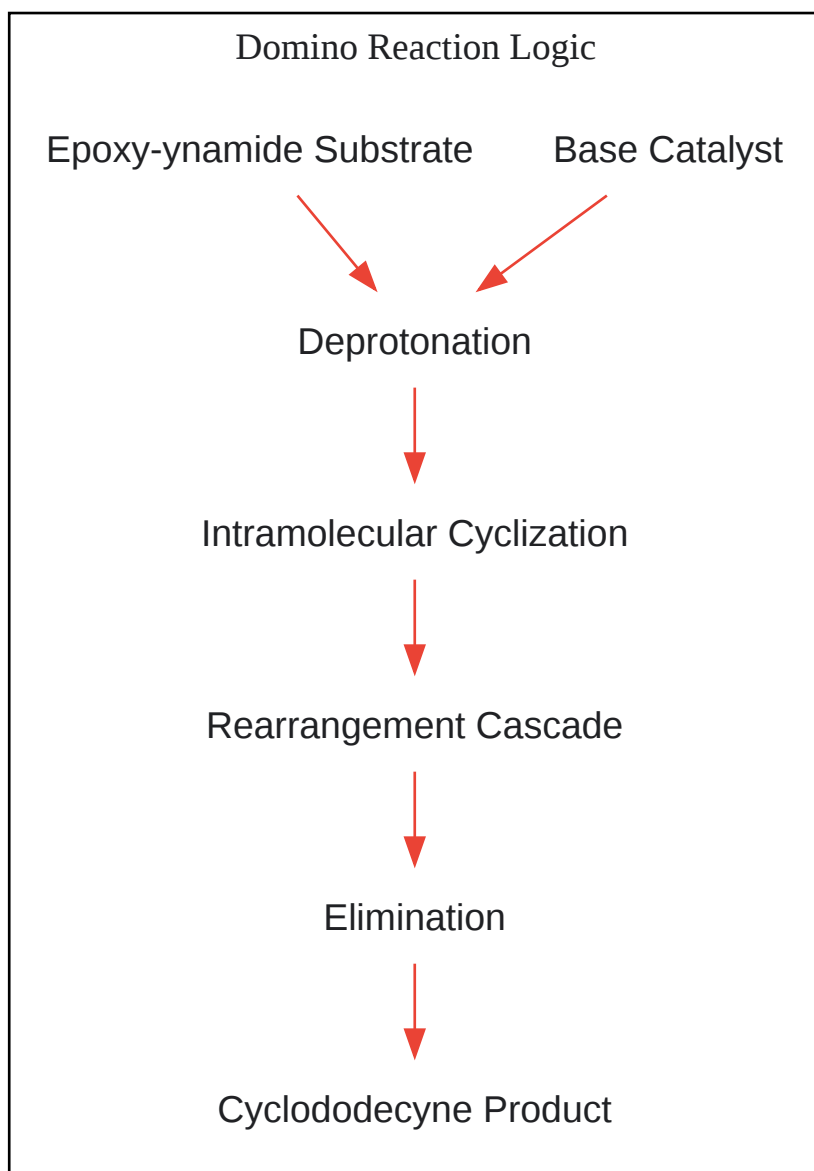 Domino Reaction Logic
Epoxy-ynamide Substrate
Base Catalyst
Deprotonation
Intramolecular Cyclization
Rearrangement Cascade
Elimination
Cyclododecyne Product